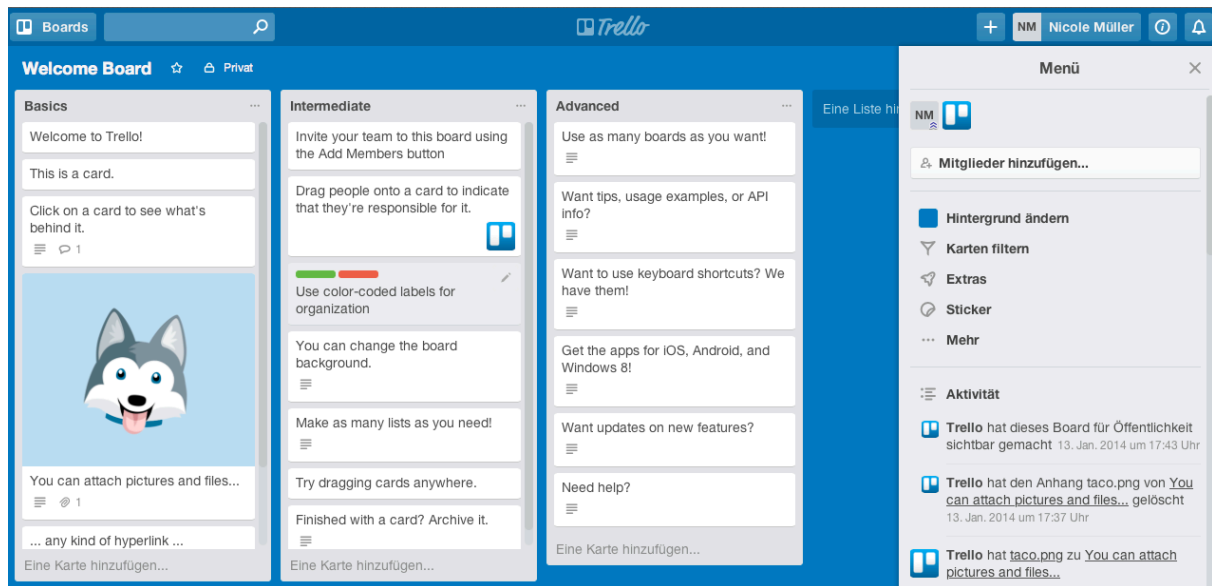 Boards
Trello
NM Nicole Müller
Welcome Board
Privat
Basics
Welcome to Trello!
This is a card.
Click on a card to see what's
behind it.
1
You can attach pictures and files...
1
... any kind of hyperlink ...
Eine Karte hinzufügen...
Intermediate
Invite your team to this board using
the Add Members button
Drag people onto a card to indicate
that they're responsible for it.
Use color-coded labels for
organization
You can change the board
background.
Make as many lists as you need!
Try dragging cards anywhere.
Finished with a card? Archive it.
Eine Karte hinzufügen...
Advanced
Use as many boards as you want!
Want tips, usage examples, or API
info?
Want to use keyboard shortcuts? We
have them!
Get the apps for iOS, Android, and
Windows 8!
Want updates on new features?
Need help?
Eine Karte hinzufügen...
Eine Liste hin
Menü
NM
Mitglieder hinzufügen...
Hintergrund ändern
Karten filtern
Extras
Sticker
Mehr
Aktivität
Trello hat dieses Board für Öffentlichkeit
sichtbar gemacht 13. Jan. 2014 um 17:43 Uhr
Trello hat den Anhang taco.png von You
can attach pictures and files... gelöscht
13. Jan. 2014 um 17:37 Uhr
Trello hat taco.png zu You can attach
pictures and files...